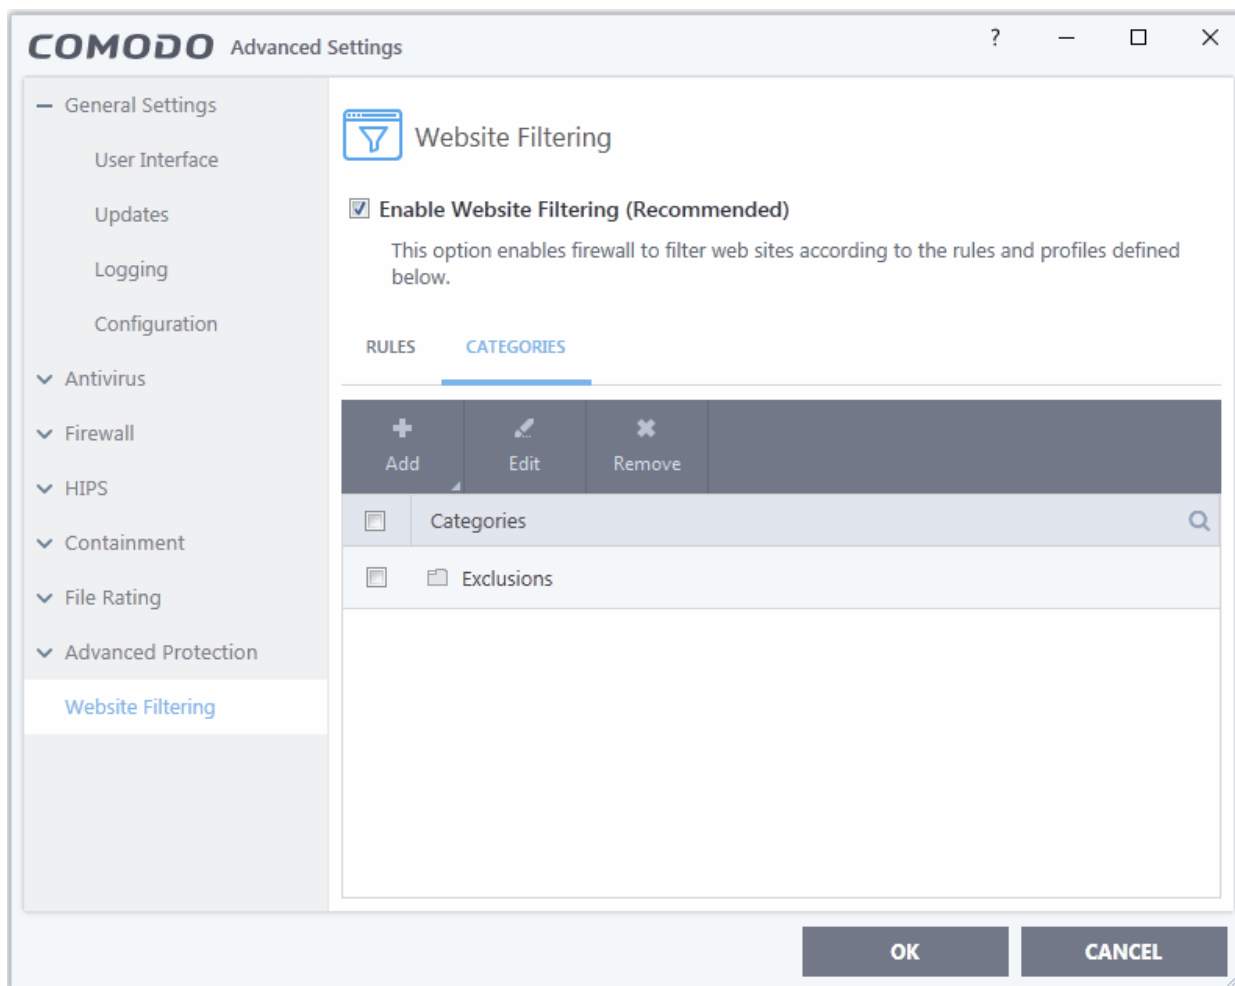 COMODO Advanced Settings
?
General Settings
User Interface
Updates
Logging
Configuration
Antivirus
Firewall
HIPS
Containment
File Rating
Advanced Protection
Website Filtering
Website Filtering
Enable Website Filtering (Recommended)
This option enables firewall to filter web sites according to the rules and profiles defined
below.
RULES CATEGORIES
Add Edit Remove
Categories
Exclusions
OK CANCEL